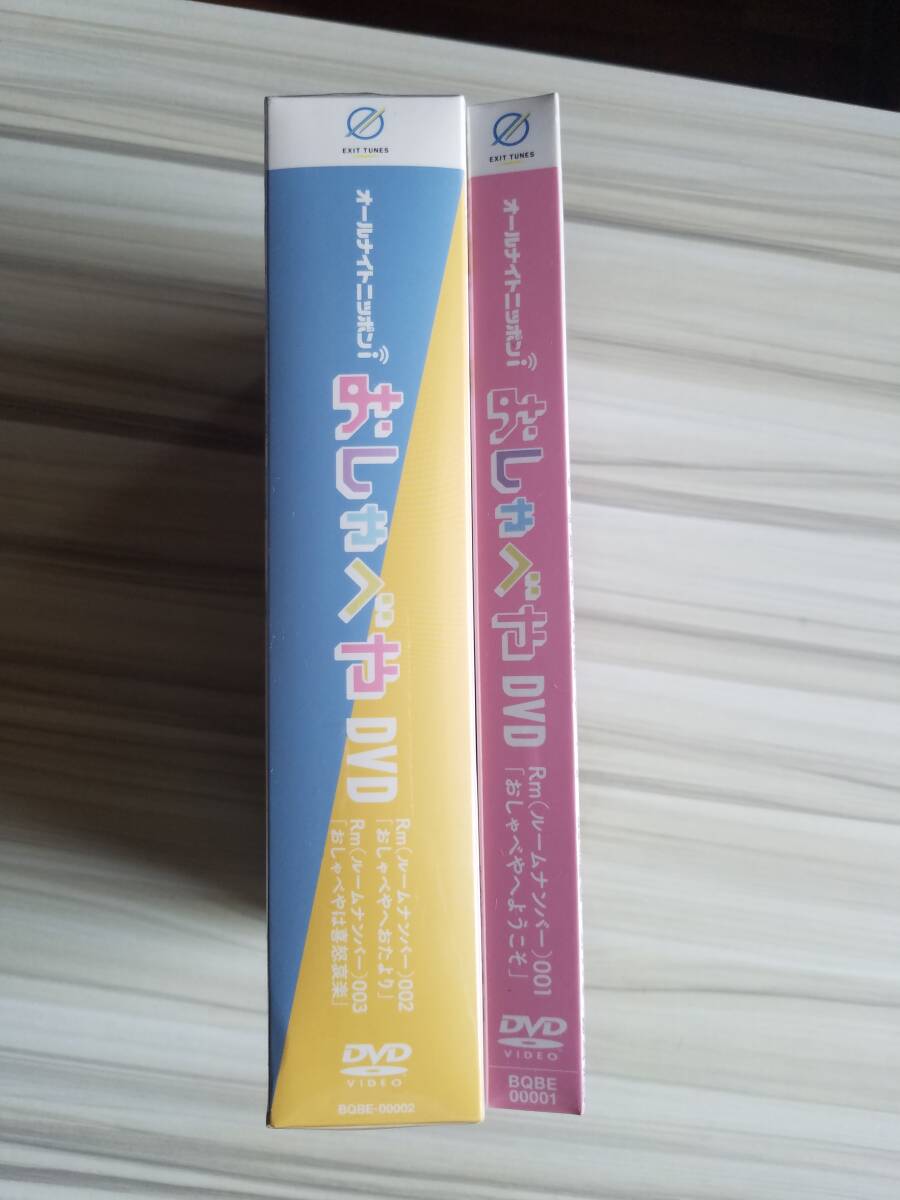 EXIT TUNES
オールナイトニッポンi
おしゃべや DVD
Rm(ルームナンバー)002
「おしゃべやへおたより」
Rm(ルームナンバー)003
「おしゃべやは喜怒哀楽」
DVD
VIDEO
BQBE-00002
EXIT TUNES
オールナイトニッポンi
おしゃべや DVD
Rm(ルームナンバー)001
「おしゃべやへようこそ」
DVD
VIDEO
BQBE
00001